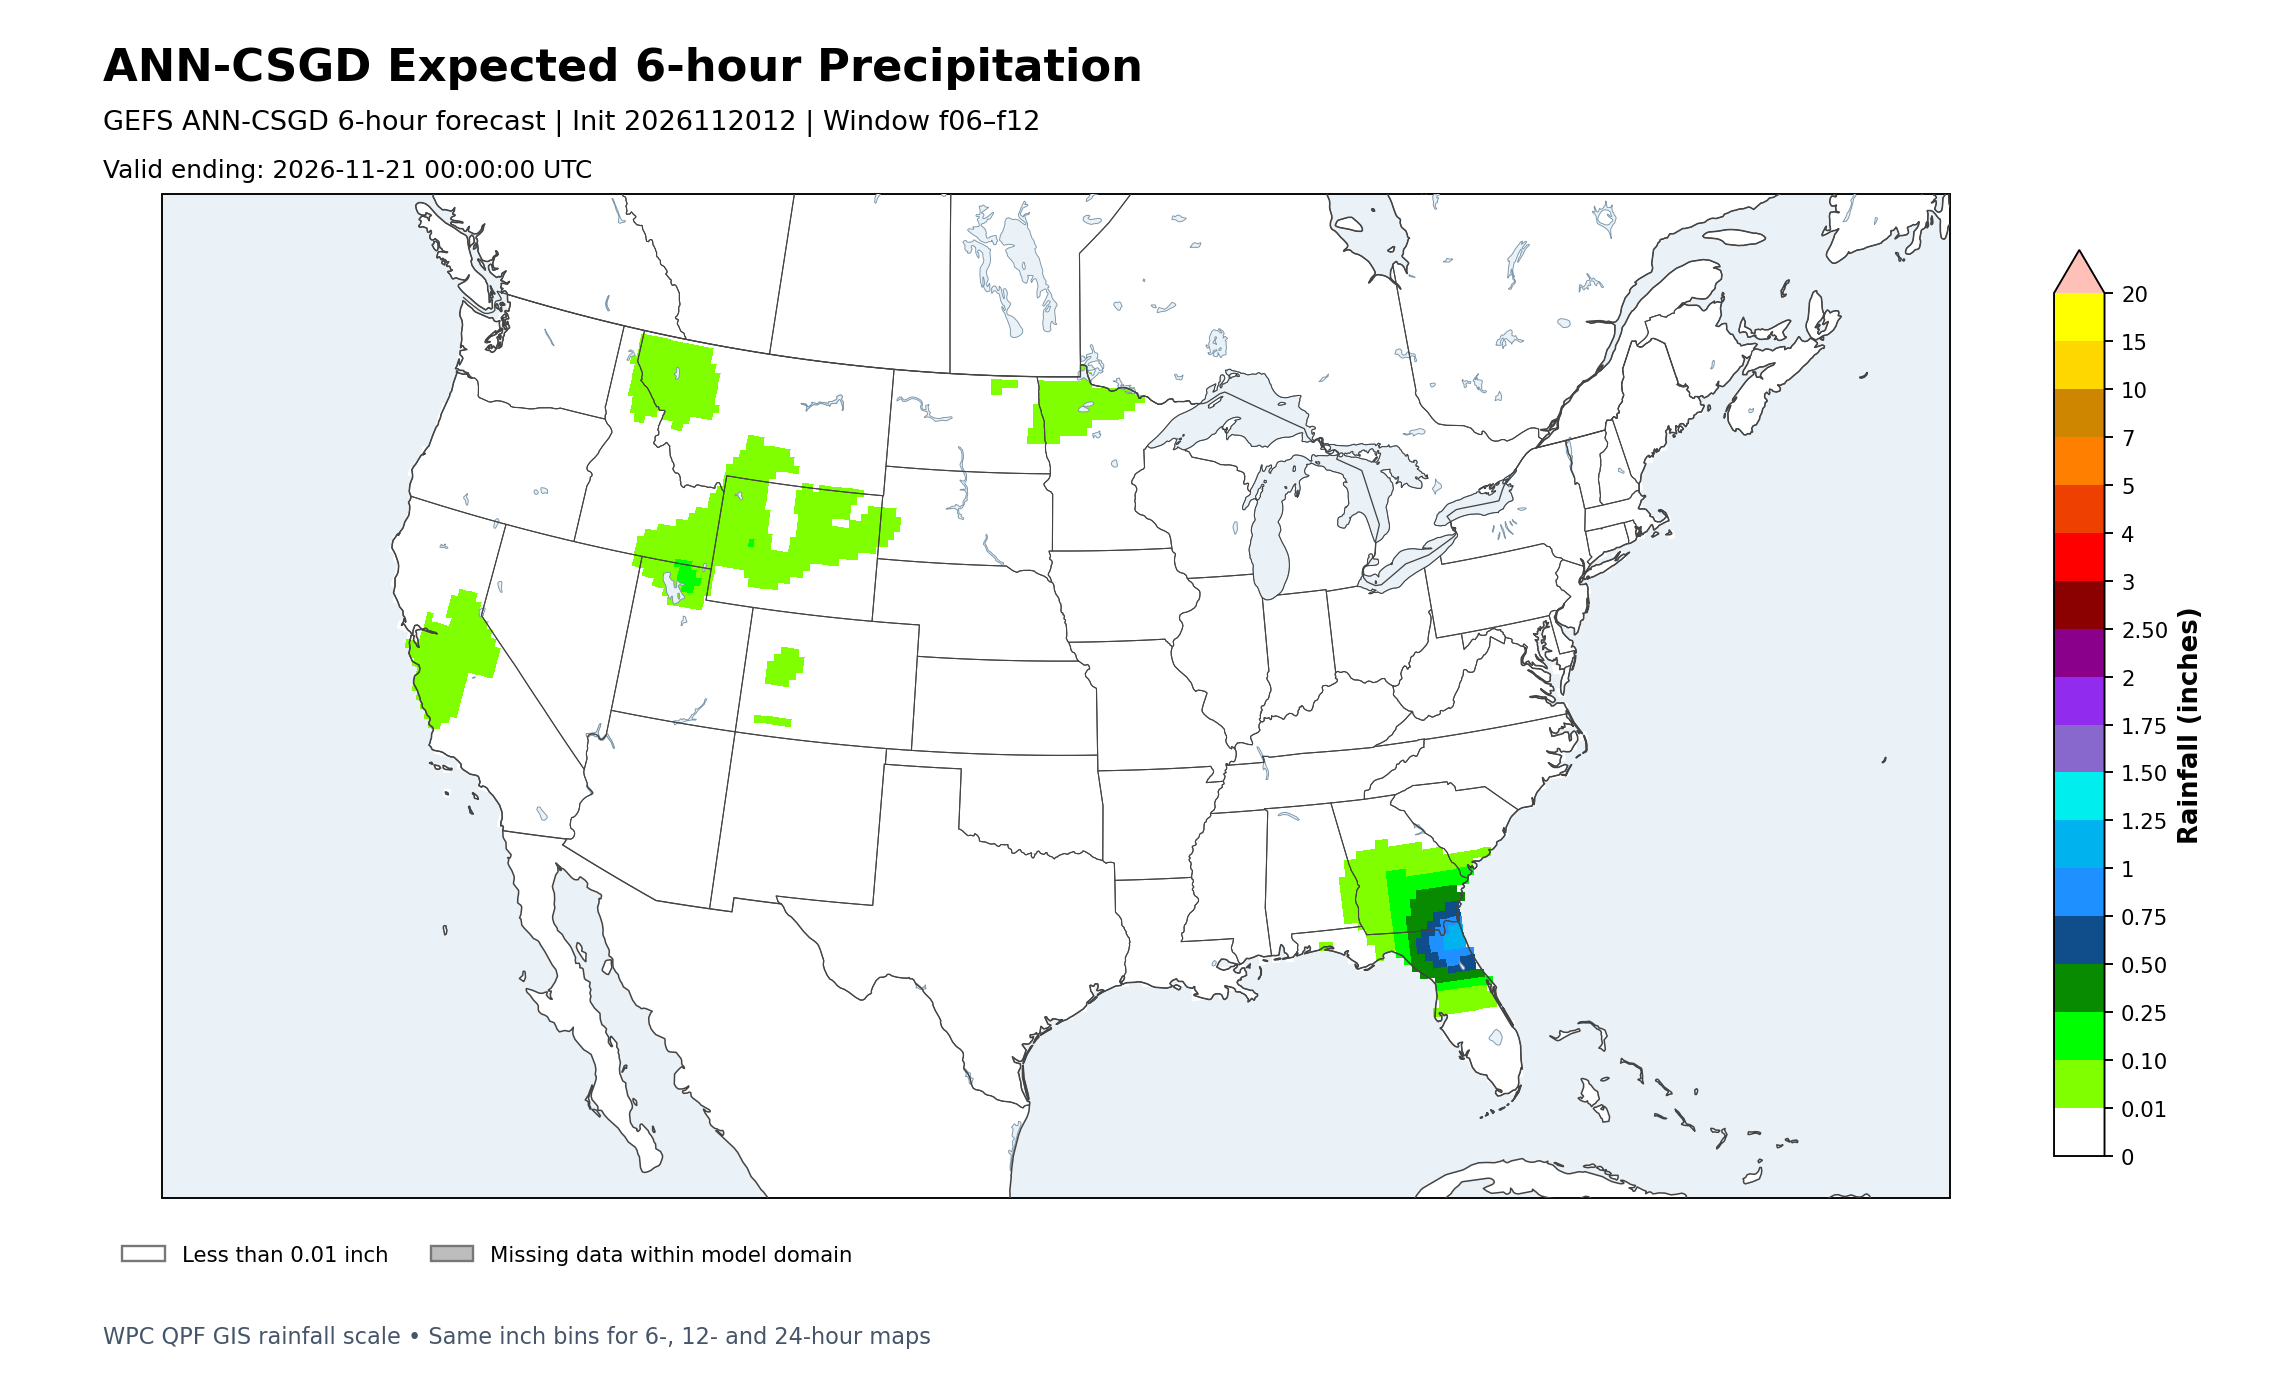 ANN-CSGD Expected 6-hour Precipitation
GEFS ANN-CSGD 6-hour forecast | Init 2026112012 | Window f06–f12
Valid ending: 2026-11-21 00:00:00 UTC
20
15
10
7
5
4
3
2.50
2
1.75
1.50
1.25
1
0.75
0.50
0.25
0.10
0.01
0
Rainfall (inches)
Less than 0.01 inch
Missing data within model domain
WPC QPF GIS rainfall scale • Same inch bins for 6-, 12- and 24-hour maps